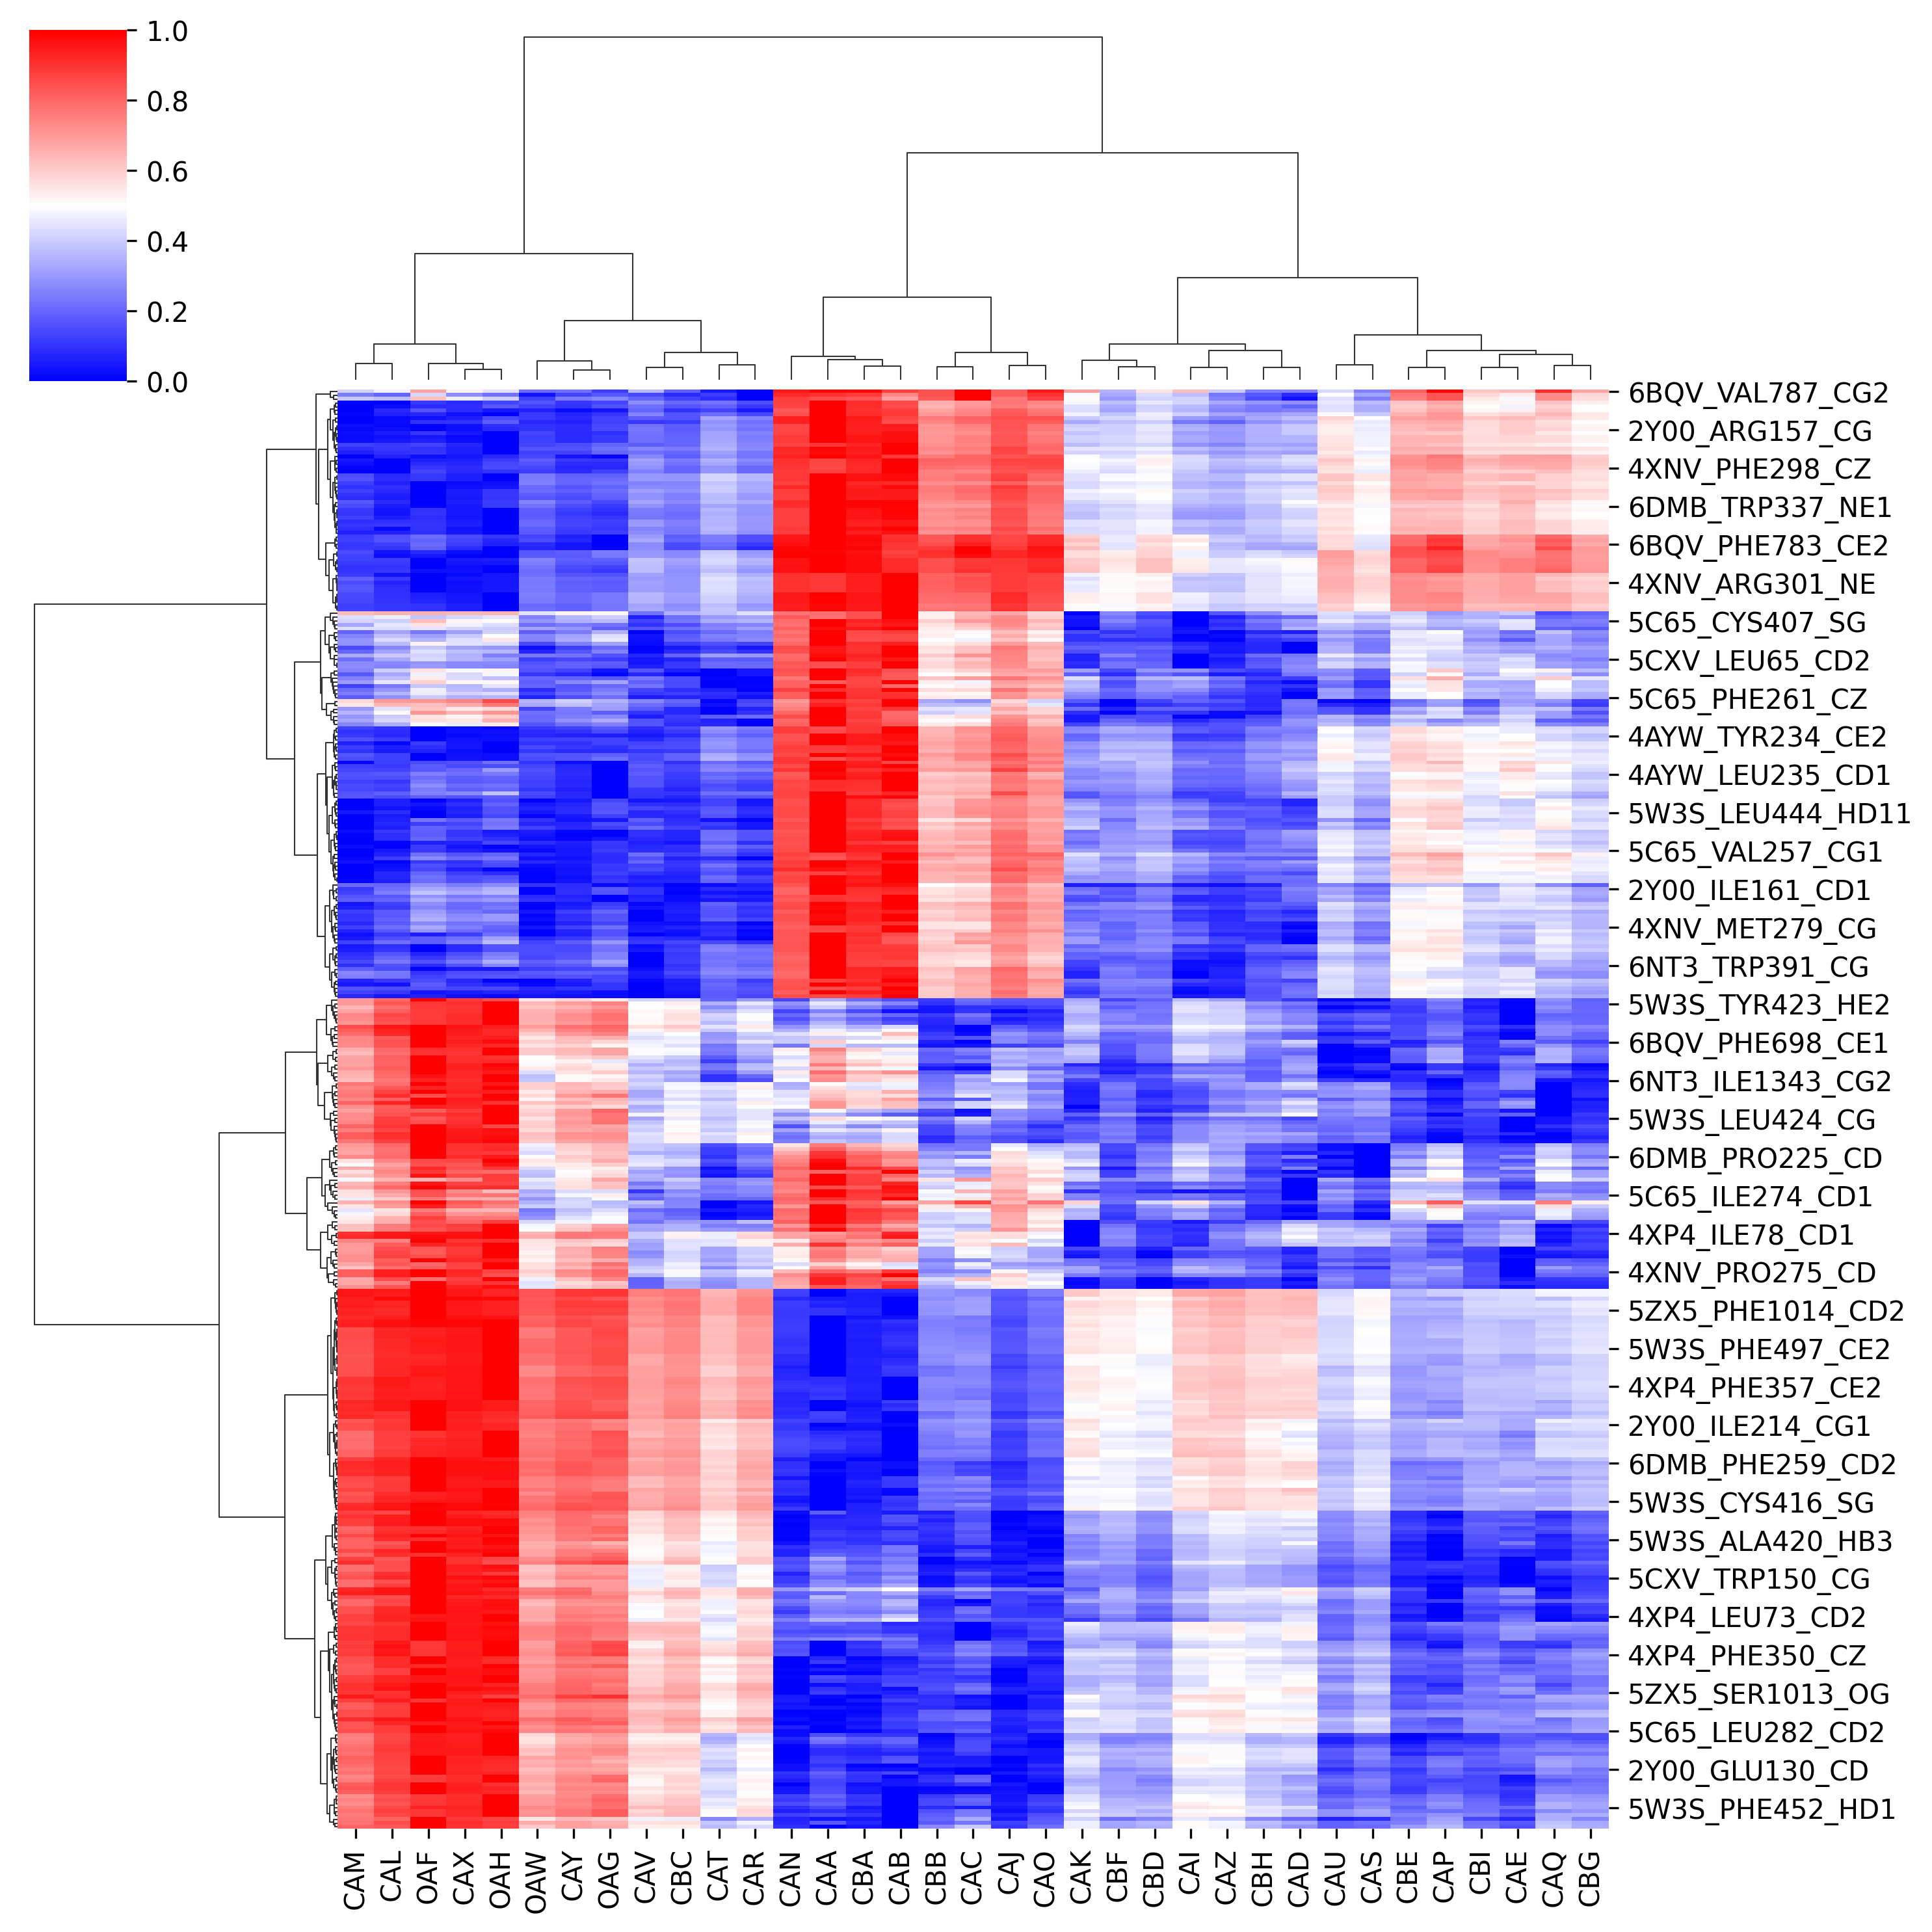 1.0
0.8
0.6
0.4
0.2
0.0
6BQV_VAL787_CG2
2Y00_ARG157_CG
4XNV_PHE298_CZ
6DMB_TRP337_NE1
6BQV_PHE783_CE2
4XNV_ARG301_NE
5C65_CYS407_SG
5CXV_LEU65_CD2
5C65_PHE261_CZ
4AYW_TYR234_CE2
4AYW_LEU235_CD1
5W3S_LEU444_HD11
5C65_VAL257_CG1
2Y00_ILE161_CD1
4XNV_MET279_CG
6NT3_TRP391_CG
5W3S_TYR423_HE2
6BQV_PHE698_CE1
6NT3_ILE1343_CG2
5W3S_LEU424_CG
6DMB_PRO225_CD
5C65_ILE274_CD1
4XP4_ILE78_CD1
4XNV_PRO275_CD
5ZX5_PHE1014_CD2
5W3S_PHE497_CE2
4XP4_PHE357_CE2
2Y00_ILE214_CG1
6DMB_PHE259_CD2
5W3S_CYS416_SG
5W3S_ALA420_HB3
5CXV_TRP150_CG
4XP4_LEU73_CD2
4XP4_PHE350_CZ
5ZX5_SER1013_OG
5C65_LEU282_CD2
2Y00_GLU130_CD
5W3S_PHE452_HD1
CAM
CAL
OAF
CAX
OAH
OAW
CAY
OAG
CAV
CBC
CAT
CAR
CAN
CAA
CBA
CAB
CBB
CAC
CAJ
CAO
CAK
CBF
CBD
CAI
CAZ
CBH
CAD
CAU
CAS
CBE
CAP
CBI
CAE
CAQ
CBG